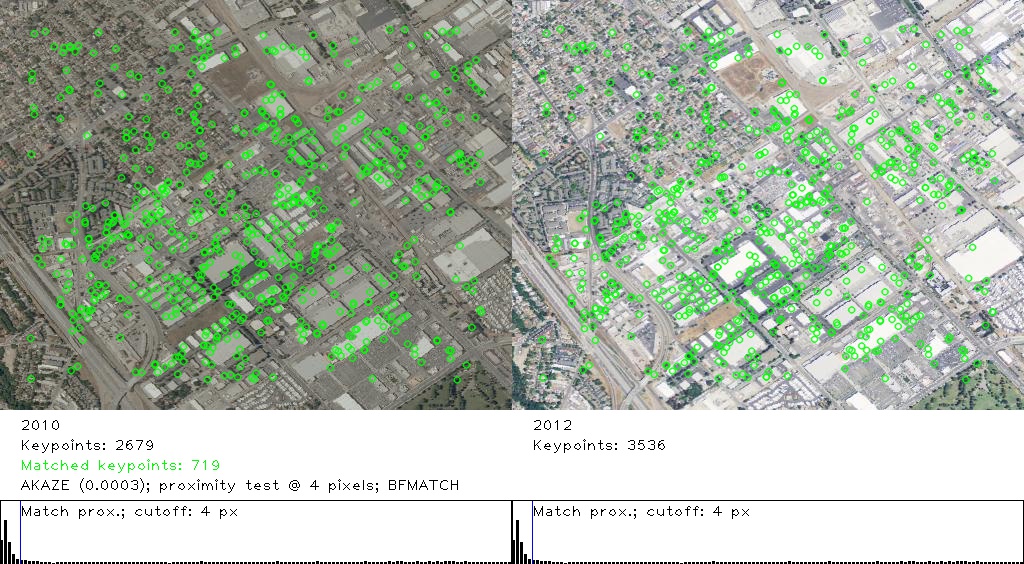 2010
Keypoints: 2679
Matched keypoints: 719
AKAZE (0.0003); proximity test @ 4 pixels; BFMATCH
2012
Keypoints: 3536
Match prox.; cutoff: 4 px
Match prox.; cutoff: 4 px